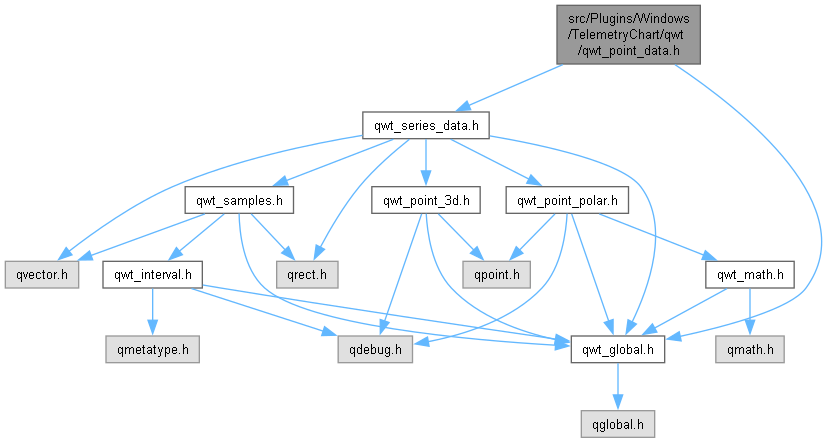 src/Plugins/Windows
/TelemetryChart/qwt
/qwt_point_data.h
qwt_series_data.h
qwt_samples.h
qwt_point_3d.h
qwt_point_polar.h
qvector.h
qwt_interval.h
qrect.h
qpoint.h
qwt_math.h
qmetatype.h
qdebug.h
qwt_global.h
qmath.h
qglobal.h